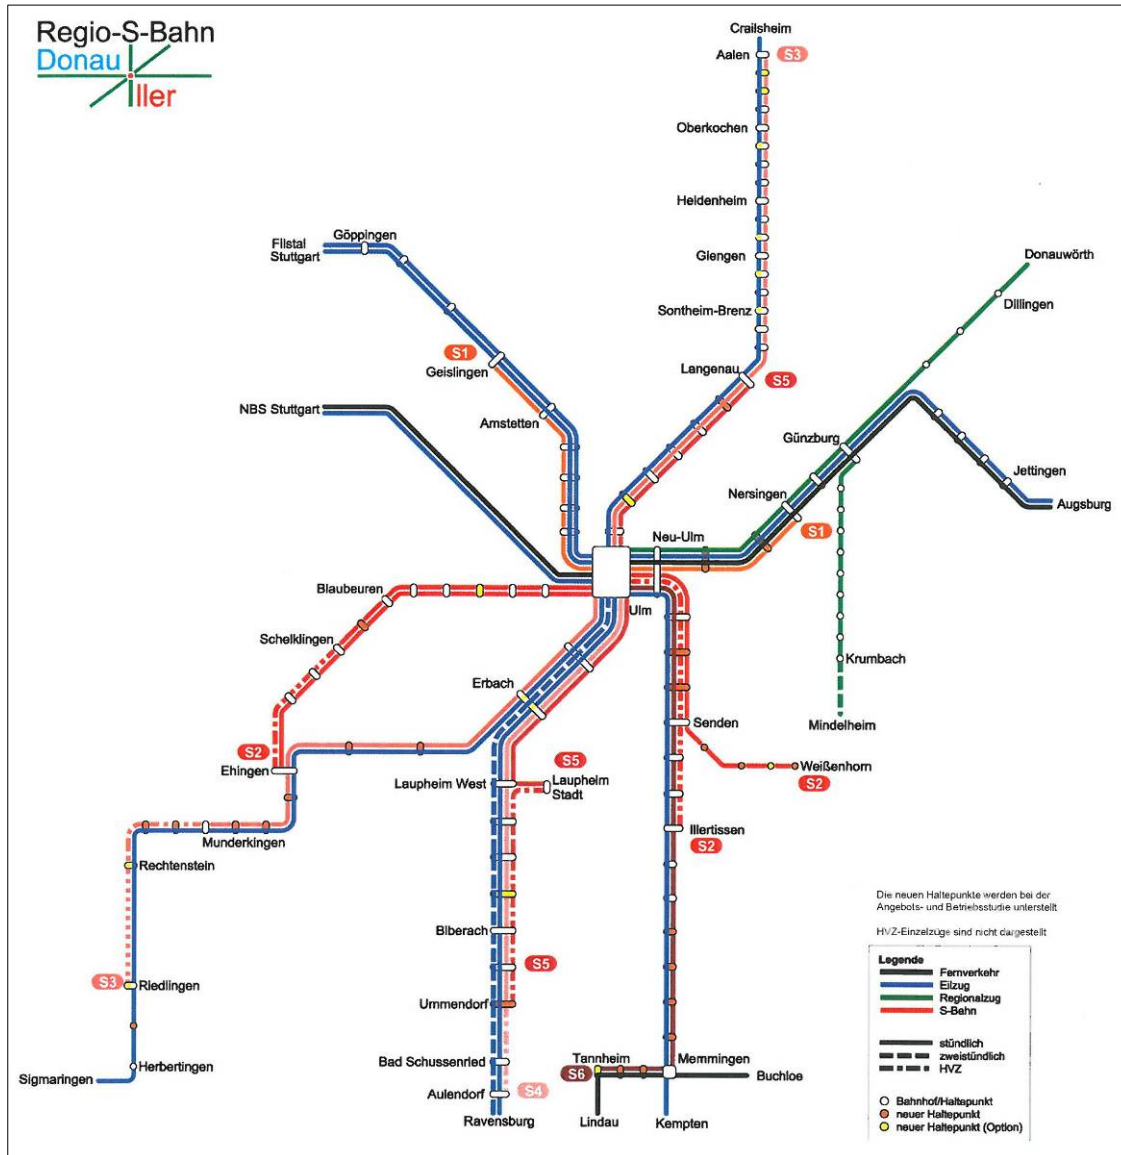 Regio-S-Bahn
Donau
Iller
Crailsheim
Aalen
S3
Oberkochen
Heidenheim
Giengen
Sontheim-Brenz
Langenau
S5
Göppingen
Filstal
Stuttgart
S1
Geislingen
NBS Stuttgart
Amstetten
Donauwörth
Dillingen
Günzburg
Jettingen
Nersingen
Augsburg
S1
Neu-Ulm
Ulm
Blaubeuren
Schelklingen
Krumbach
Erbach
Mindelheim
Senden
S2
Ehingen
S5
Laupheim West
Laupheim
Stadt
Weißenhorn
S2
Munderkingen
Illertissen
S2
Rechtenstein
Biberach
S5
S3
Riedlingen
Ummendorf
Herbertingen
Sigmaringen
Bad Schussenried
Aulendorf
S4
Ravensburg
Tannheim
Memmingen
S6
Buchloe
Lindau
Kempten
Die neuen Haltepunkte werden bei der
Angebots- und Betriebsstudie unterstellt
HVZ-Einzelzüge sind nicht dargestellt
Legende
Fernverkehr
Eilzug
Regionalzug
S-Bahn
stündlich
zweistündlich
HVZ
Bahnhof/Haltepunkt
neuer Haltepunkt
neuer Haltepunkt (Option)